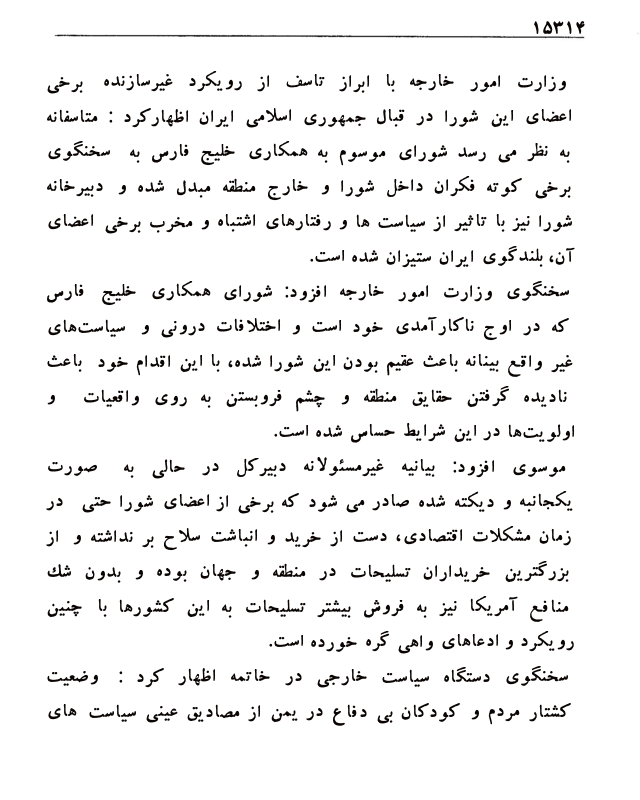 ۱۵۳۱۴
وزارت امور خارجه با ابراز تاسف از رویکرد غیرسازنده برخی
اعضای این شورا در قبال جمهوری اسلامی ایران اظهارکرد : متاسفانه
به نظر می رسد شورای موسوم به همکاری خلیج فارس به سخنگوی
برخی کوته فکران داخل شورا و خارج منطقه مبدل شده و دبیرخانه
شورا نیز با تاثیر از سیاست ها و رفتارهای اشتباه و مخرب برخی اعضای
آن، بلندگوی ایران ستیزان شده است.
سخنگوی وزارت امور خارجه افزود: شورای همکاری خلیج فارس
که در اوج ناکارآمدی خود است و اختلافات درونی و سیاست‌های
غیر واقع بینانه باعث عقیم بودن این شورا شده، با این اقدام خود باعث
نادیده گرفتن حقایق منطقه و چشم فروبستن به روی واقعیات و
اولویت‌ها در این شرایط حساس شده است.
موسوی افزود: بیانیه غیرمسئولانه دبیرکل در حالی به صورت
یکجانبه و دیکته شده صادر می شود که برخی از اعضای شورا حتی در
زمان مشکلات اقتصادی، دست از خرید و انباشت سلاح بر نداشته و از
بزرگترین خریداران تسلیحات در منطقه و جهان بوده و بدون شك
منافع آمریکا نیز به فروش بیشتر تسلیحات به این کشورها با چنین
رویکرد و ادعاهای واهی گره خورده است.
سخنگوی دستگاه سیاست خارجی در خاتمه اظهار کرد : وضعیت
کشتار مردم و کودکان بی دفاع در یمن از مصادیق عینی سیاست های